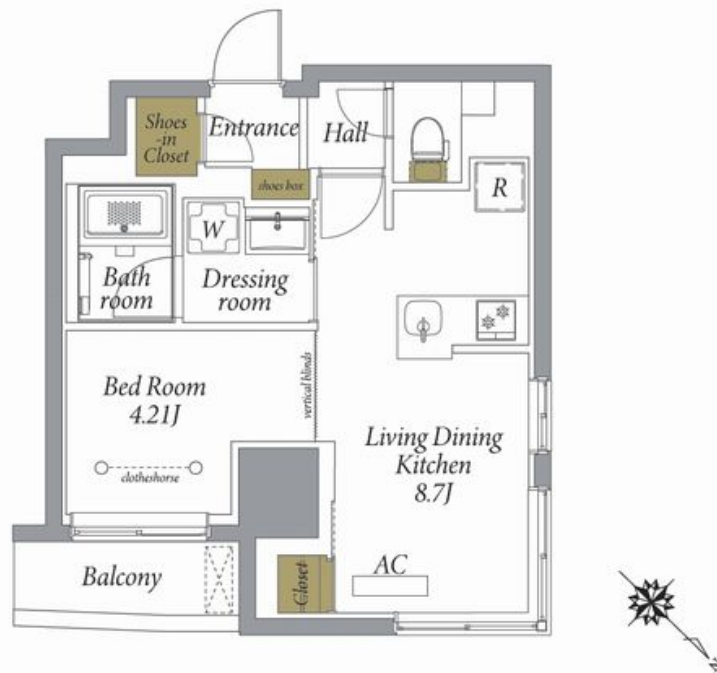 Shoes
-in
Closet
Entrance
Hall
shoes box
R
W
Bath
room
Dressing
room
Bed Room
4.21J
vertical blinds
clotheshorse
Living Dining
Kitchen
8.7J
Balcony
Closet
AC
N